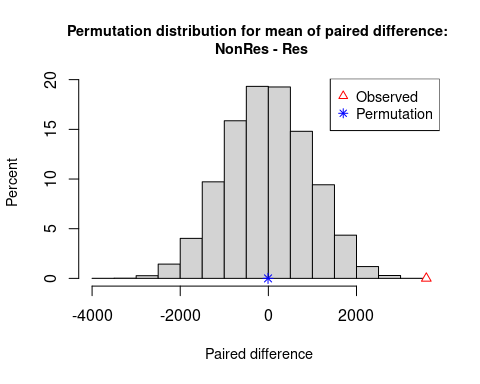 Permutation distribution for mean of paired difference:
NonRes - Res
Observed
Permutation
20
15
10
5
0
Percent
-4000 -2000 0 2000
Paired difference